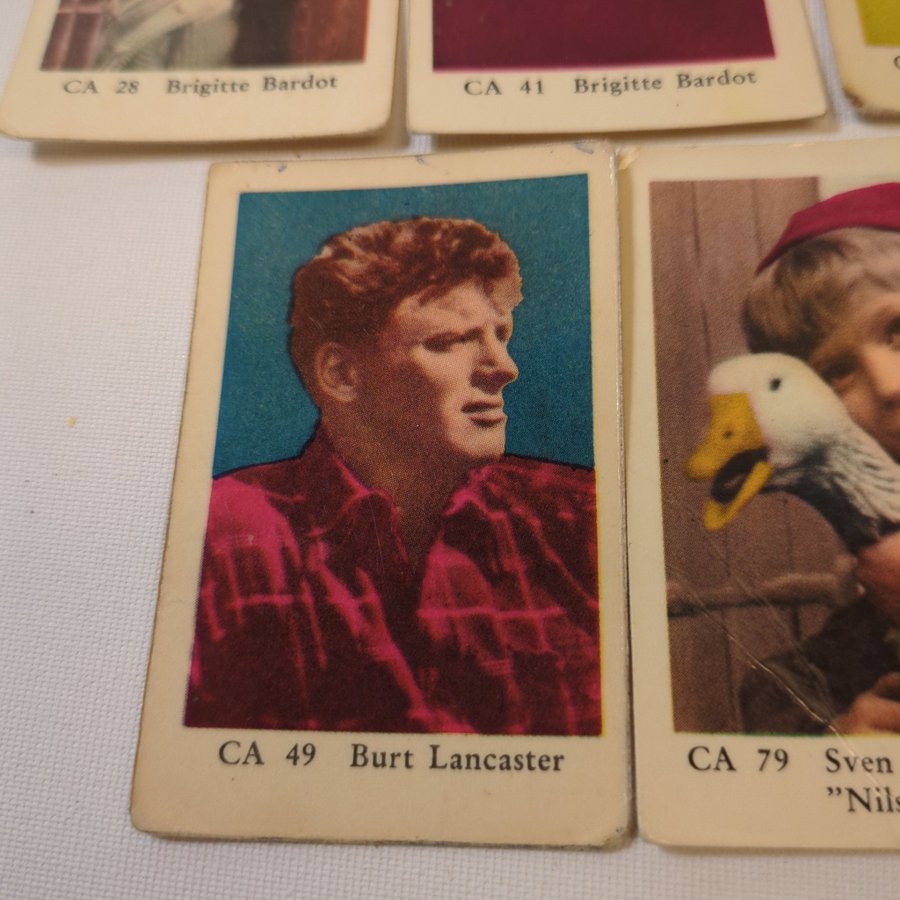 CA 28 Brigitte Bardot
CA 41 Brigitte Bardot
CA 49 Burt Lancaster
CA 79 Sven
"Nils